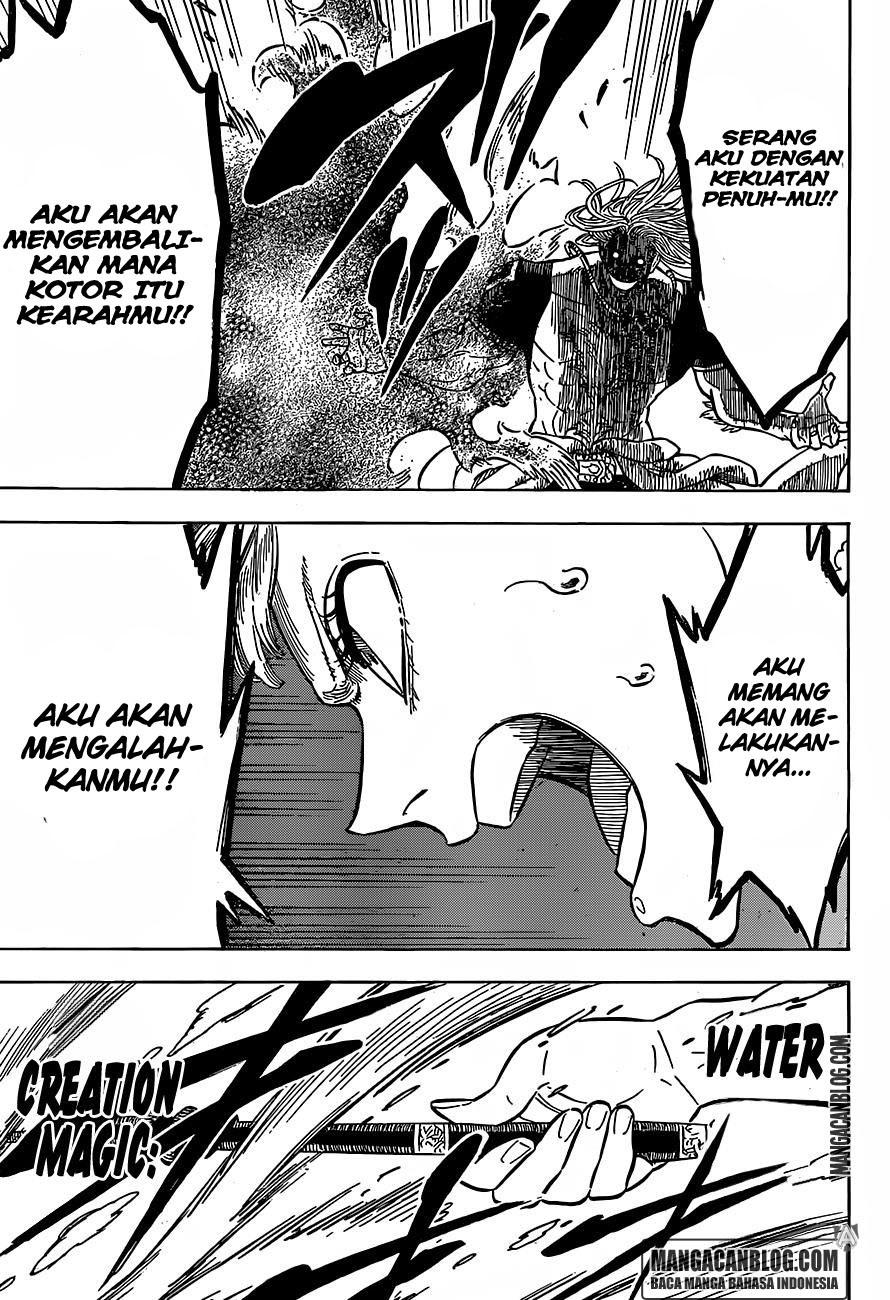 SERANG
AKU DENGAN
KEKUATAN
PENUH-MU!!
AKU AKAN
MENGEMBALI-
KAN MANA
KOTOR ITU
KEARAHMU!!
AKU
MEMANG
AKAN ME-
LAKUKAN-
NYA...
AKU AKAN
MENGALAH-
KANMU!!
WATER
CREATION
MAGIC:
MANGACANBLOG.COM
MANGACANBLOG.COM
BACA MANGA BAHASA INDONESIA